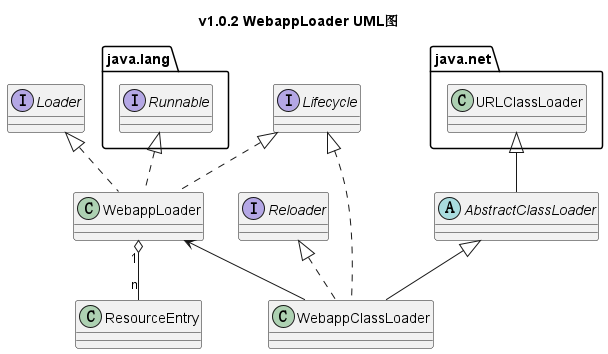 v1.0.2 WebappLoader UML图
java.lang
java.net
I Loader
I Runnable
I Lifecycle
C URLClassLoader
C WebappLoader
I Reloader
A AbstractClassLoader
1
n
C ResourceEntry
C WebappClassLoader